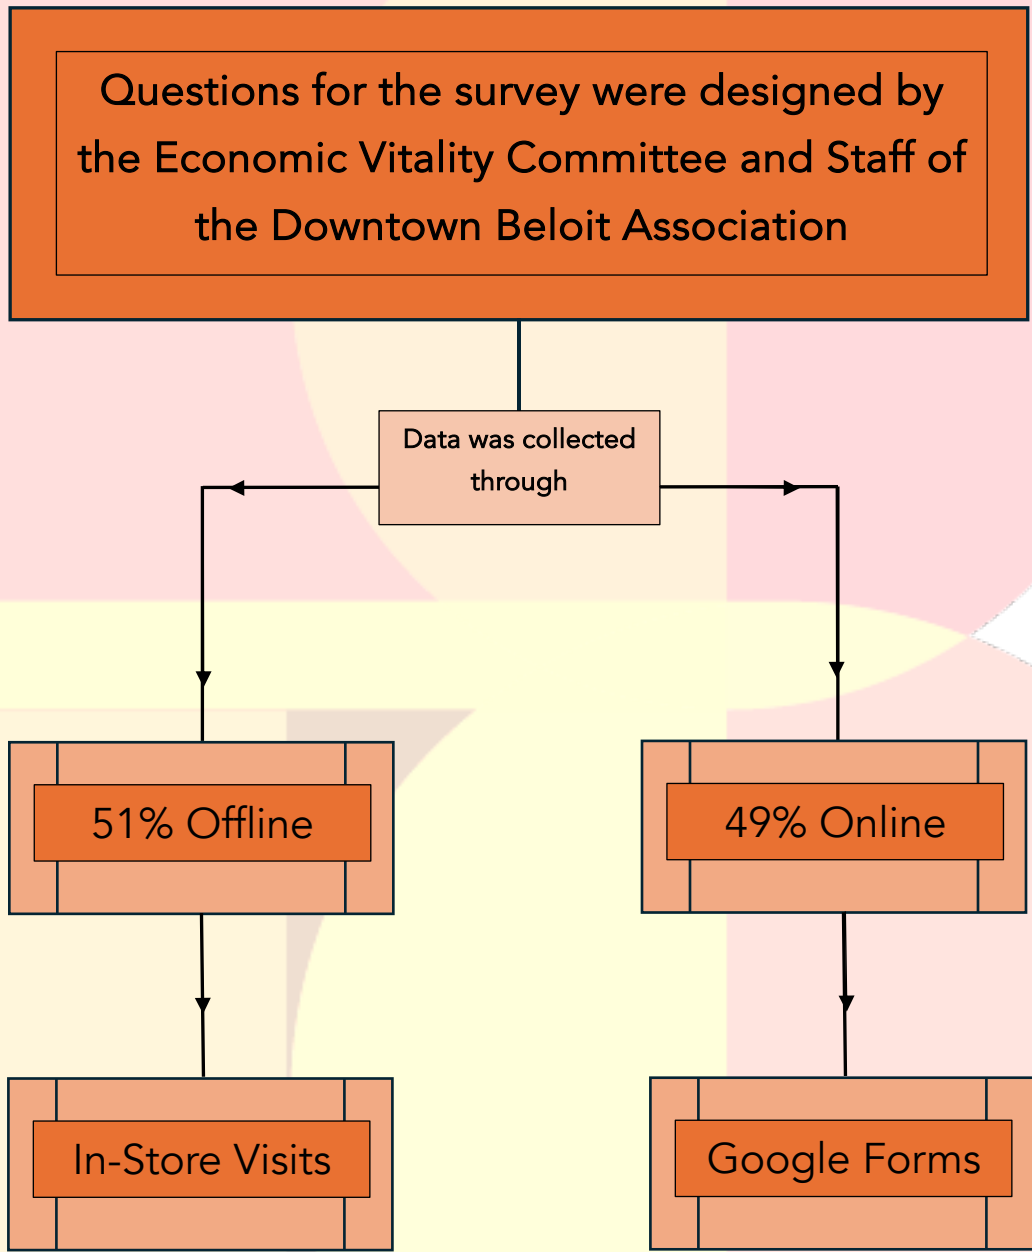 Questions for the survey were designed by
the Economic Vitality Committee and Staff of
the Downtown Beloit Association
Data was collected
through
51% Offline
49% Online
In-Store Visits
Google Forms